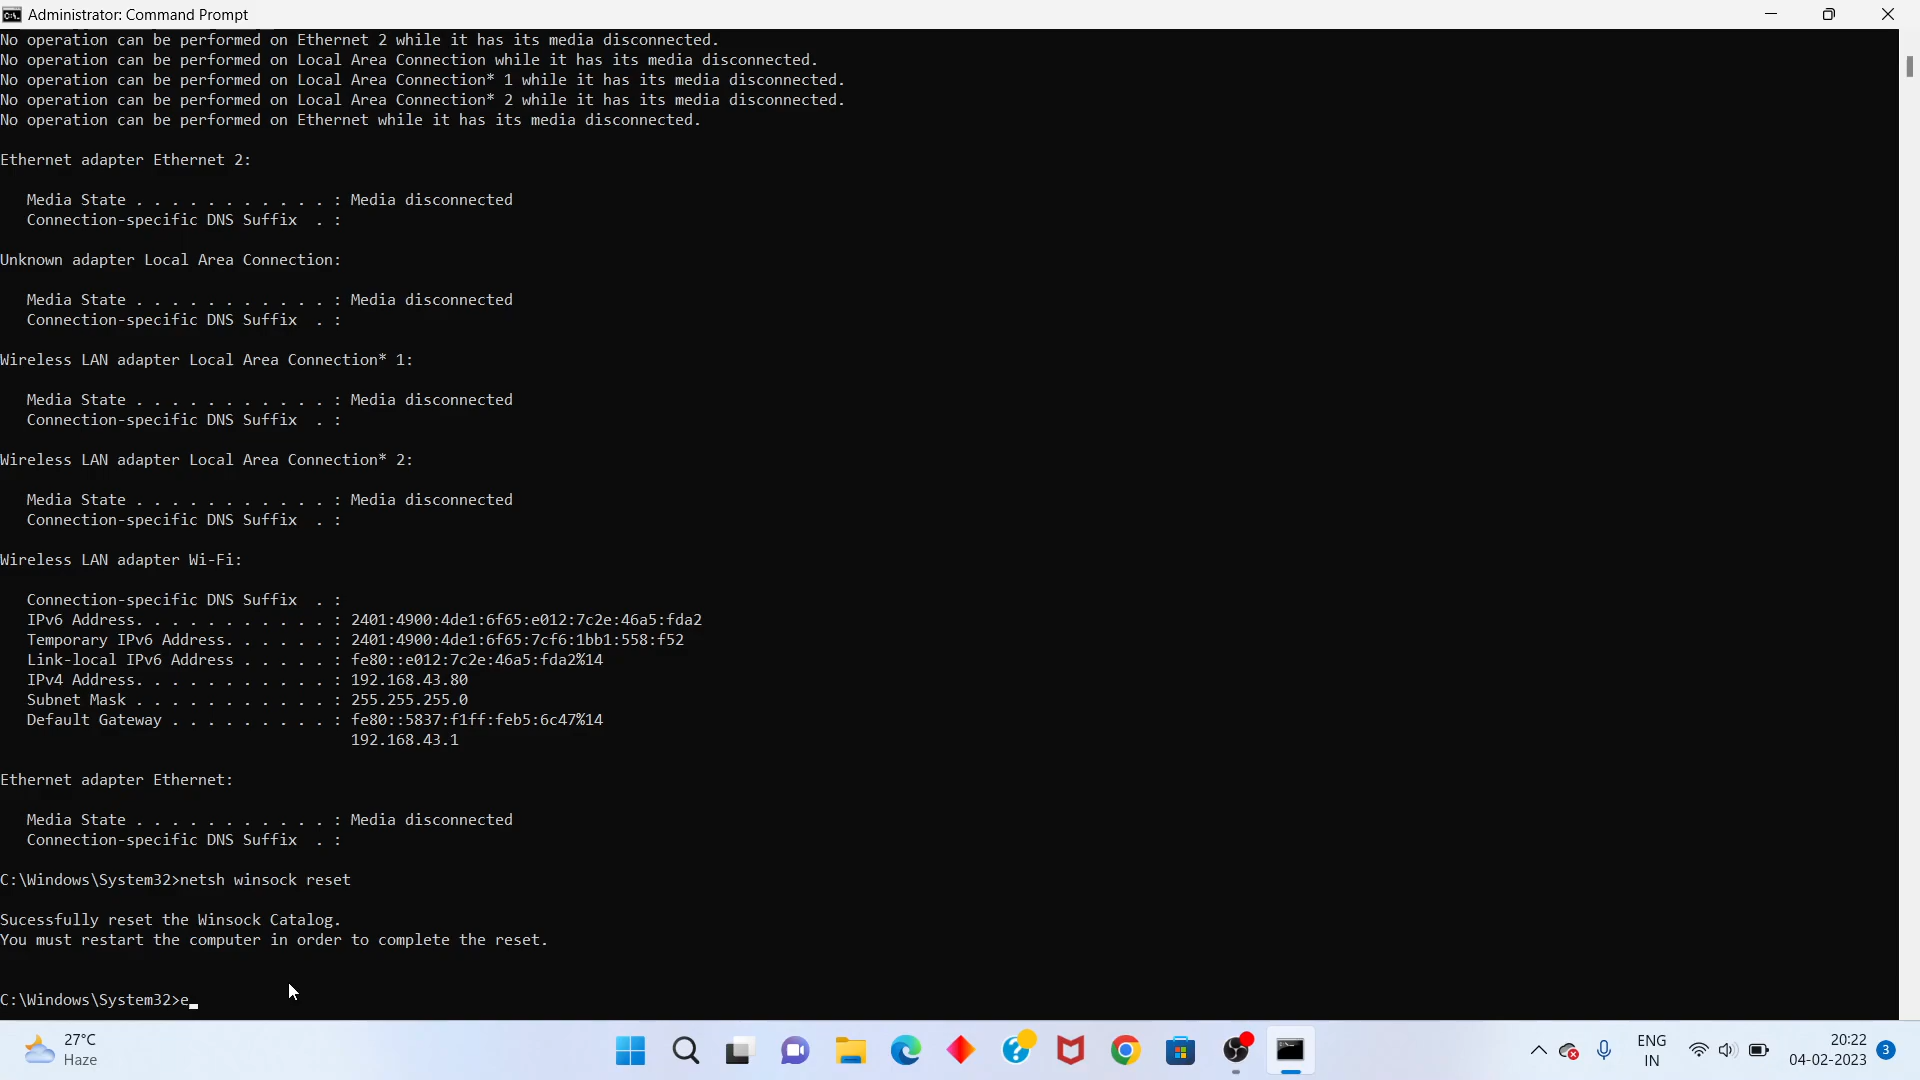 Administrator: Command Prompt
No operation can be performed on Ethernet 2 while it has its media disconnected.
No operation can be performed on Local Area Connection while it has its media disconnected.
No operation can be performed on Local Area Connection* 1 while it has its media disconnected.
No operation can be performed on Local Area Connection* 2 while it has its media disconnected.
No operation can be performed on Ethernet while it has its media disconnected.
Ethernet adapter Ethernet 2:
Media State . . . . . . . . . . . : Media disconnected
Connection-specific DNS Suffix  . :
Unknown adapter Local Area Connection:
Media State . . . . . . . . . . . : Media disconnected
Connection-specific DNS Suffix  . :
Wireless LAN adapter Local Area Connection* 1:
Media State . . . . . . . . . . . : Media disconnected
Connection-specific DNS Suffix  . :
Wireless LAN adapter Local Area Connection* 2:
Media State . . . . . . . . . . . : Media disconnected
Connection-specific DNS Suffix  . :
Wireless LAN adapter Wi-Fi:
Connection-specific DNS Suffix  . :
IPv6 Address. . . . . . . . . . . : 2401:4900:4de1:6f65:e012:7c2e:46a5:fda2
Temporary IPv6 Address. . . . . . : 2401:4900:4de1:6f65:7cf6:1bb1:558:f52
Link-local IPv6 Address . . . . . : fe80::e012:7c2e:46a5:fda2%14
IPv4 Address. . . . . . . . . . . : 192.168.43.80
Subnet Mask . . . . . . . . . . . : 255.255.255.0
Default Gateway . . . . . . . . . : fe80::5837:f1ff:feb5:6c47%14
192.168.43.1
Ethernet adapter Ethernet:
Media State . . . . . . . . . . . : Media disconnected
Connection-specific DNS Suffix  . :
C:\Windows\System32>netsh winsock reset
Sucessfully reset the Winsock Catalog.
You must restart the computer in order to complete the reset.
C:\Windows\System32>e
27°C
Haze
ENG
IN
20:22
04-02-2023
3